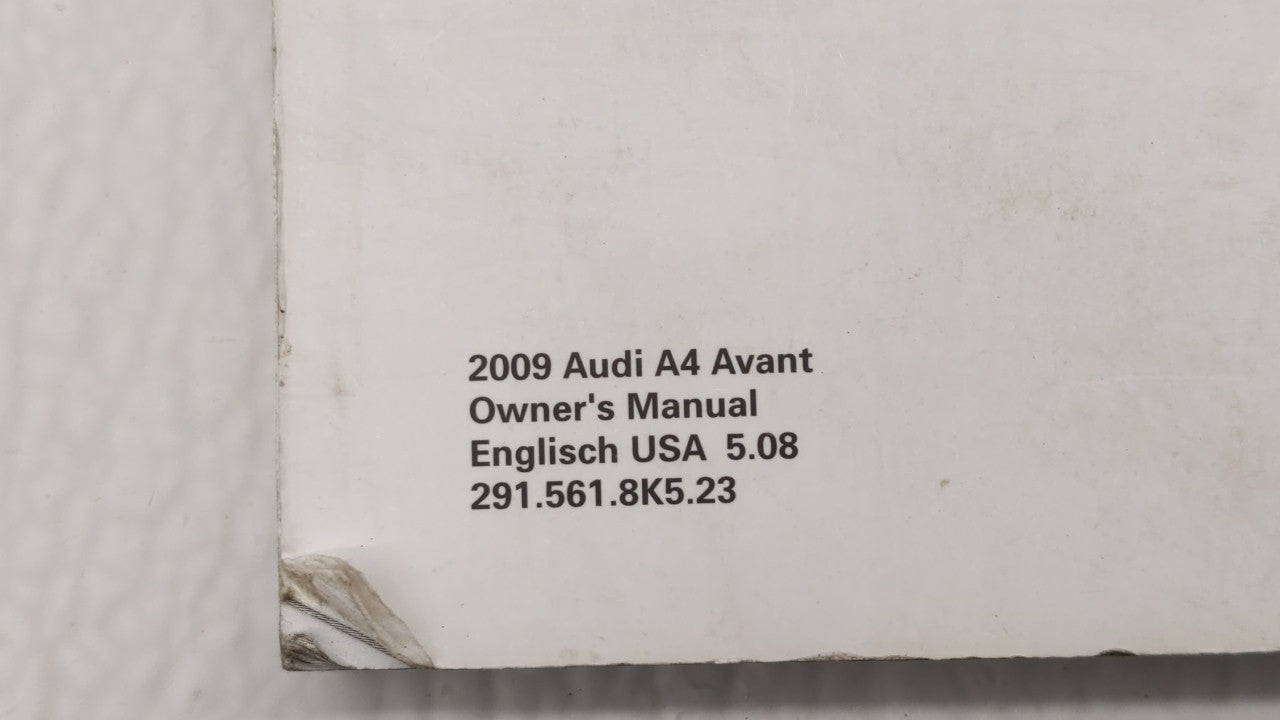 2009 Audi A4 Avant
Owner's Manual
Englisch USA 5.08
291.561.8K5.23